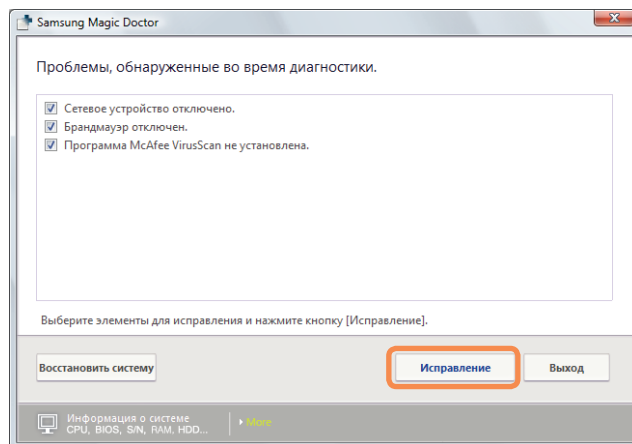 Samsung Magic Doctor
Проблемы, обнаруженные во время диагностики.
Сетевое устройство отключено.
Брандмауэр отключен.
Программа McAfee VirusScan не установлена.
Выберите элементы для исправления и нажмите кнопку [Исправление].
Восстановить систему
Исправление
Выход
Информация о системе
CPU, BIOS, S/N, RAM, HDD...
More